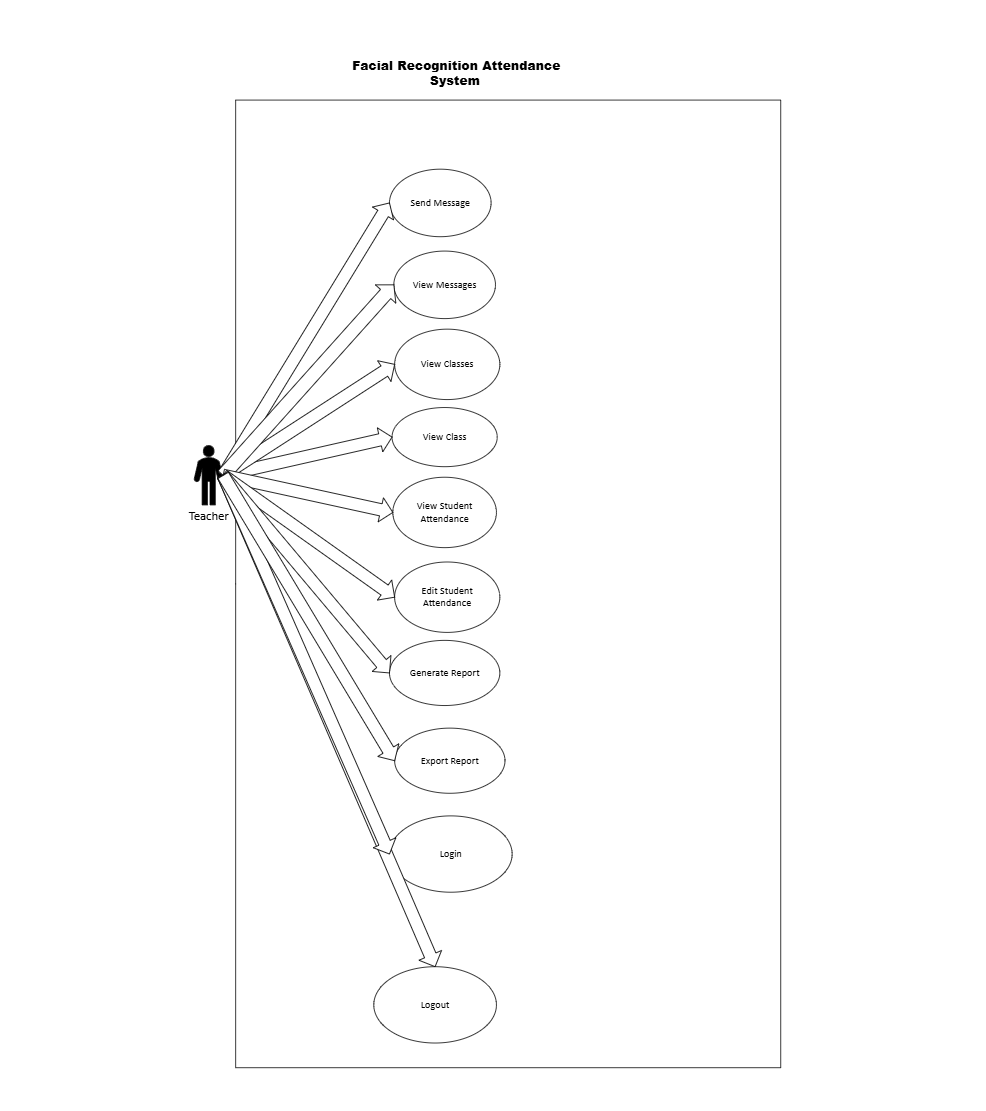 Facial Recognition Attendance
System
Send Message
View Messages
View Classes
View Class
Teacher
View Student
Attendance
Edit Student
Attendance
Generate Report
Export Report
Login
Logout